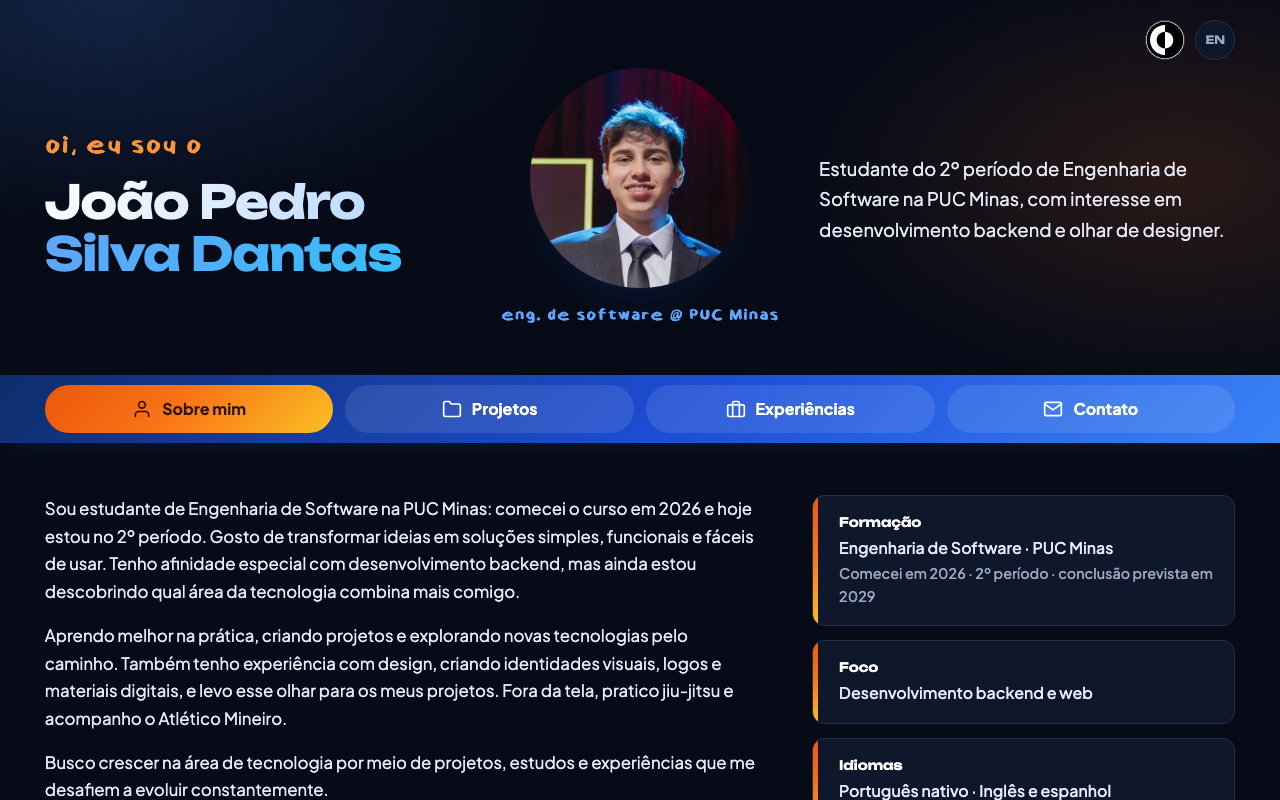 EN
oi, eu sou o
João Pedro
Silva Dantas
eng. de software @ PUC Minas
Estudante do 2º período de Engenharia de
Software na PUC Minas, com interesse em
desenvolvimento backend e olhar de designer.
Sobre mim
Projetos
Experiências
Contato
Sou estudante de Engenharia de Software na PUC Minas: comecei o curso em 2026 e hoje
estou no 2º período. Gosto de transformar ideias em soluções simples, funcionais e fáceis
de usar. Tenho afinidade especial com desenvolvimento backend, mas ainda estou
descobrindo qual área da tecnologia combina mais comigo.
Aprendo melhor na prática, criando projetos e explorando novas tecnologias pelo
caminho. Também tenho experiência com design, criando identidades visuais, logos e
materiais digitais, e levo esse olhar para os meus projetos. Fora da tela, pratico jiu-jitsu e
acompanho o Atlético Mineiro.
Busco crescer na área de tecnologia por meio de projetos, estudos e experiências que me
desafiem a evoluir constantemente.
Formação
Engenharia de Software · PUC Minas
Comecei em 2026 · 2º período · conclusão prevista em
2029
Foco
Desenvolvimento backend e web
Idiomas
Português nativo · Inglês e espanhol